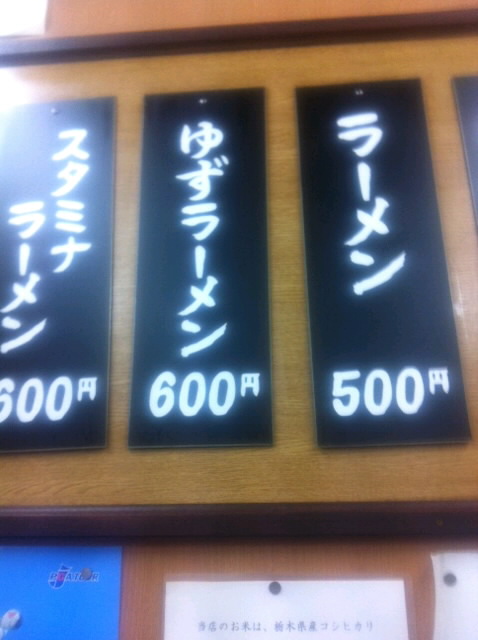 ラーメン
500円
ゆずラーメン
600円
スタミナ
ラーメン
600円
当店のお米は、栃木県産コシヒカリ